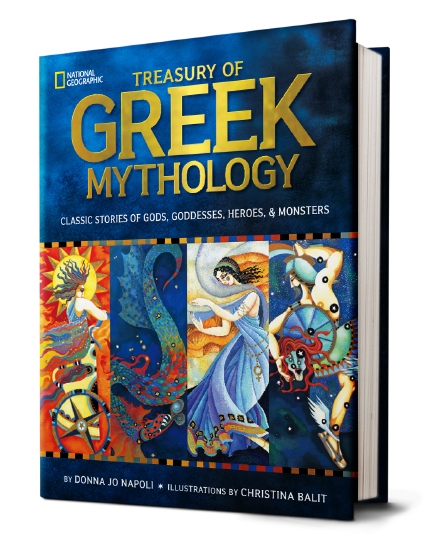 NATIONAL
GEOGRAPHIC
TREASURY OF
GREEK
MYTHOLOGY
CLASSIC STORIES OF GODS, GODDESSES, HEROES, & MONSTERS
BY DONNA JO NAPOLI ✶ ILLUSTRATIONS BY CHRISTINA BALIT